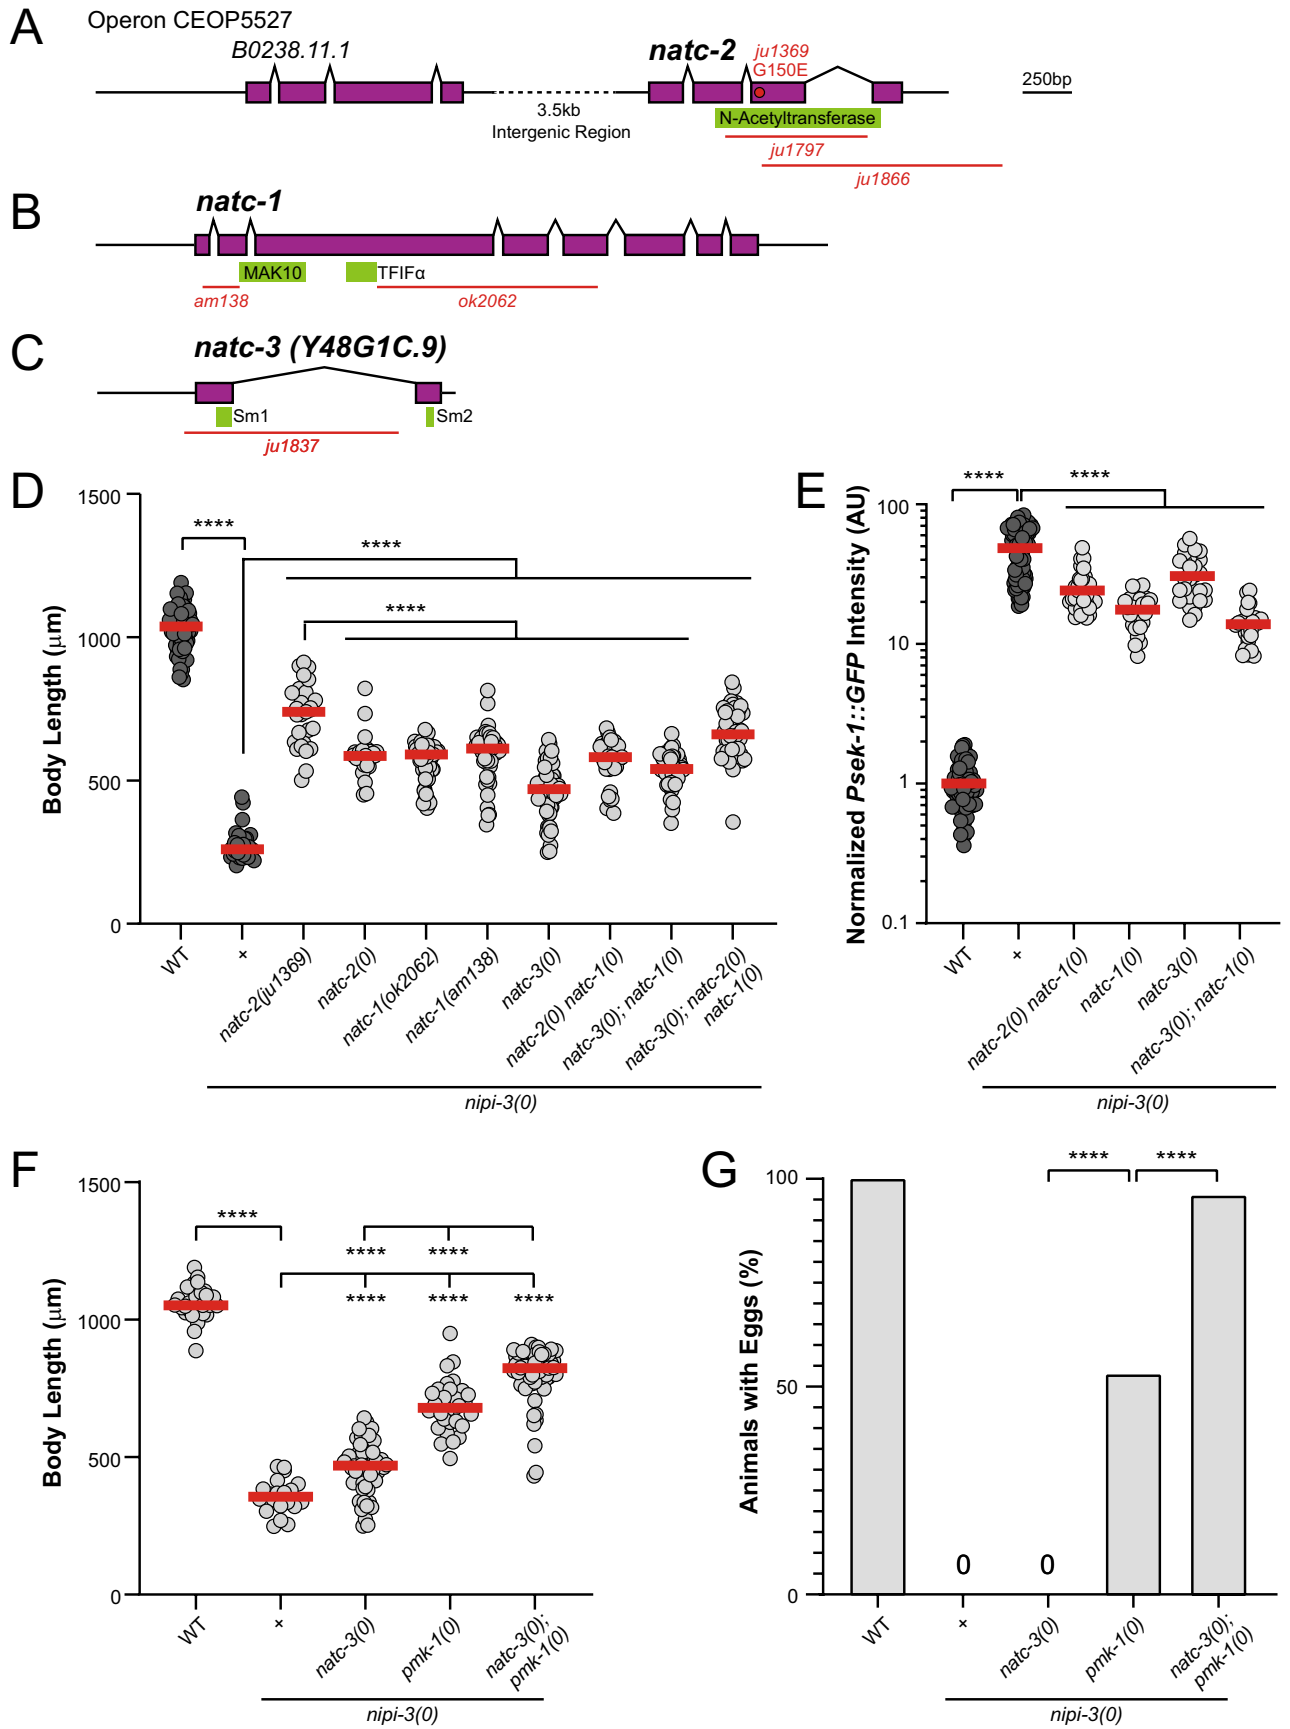 A
Operon CEOP5527
B0238.11.1
natc-2
ju1369
G150E
250bp
3.5kb
Intergenic Region
N-Acetyltransferase
ju1797
ju1866
B
natc-1
MAK10
TFIFα
am138
ok2062
C
natc-3 (Y48G1C.9)
Sm1
Sm2
ju1837
D
Body Length (μm)
1500
1000
500
0
****
****
****
WT
+
natc-2(ju1369)
natc-2(0)
natc-1(ok2062)
natc-1(am138)
natc-3(0)
natc-2(0) natc-1(0)
natc-3(0); natc-1(0)
natc-3(0); natc-2(0)
natc-1(0)
nipi-3(0)
E
Normalized Psek-1::GFP Intensity (AU)
100
10
1
0.1
****
****
WT
+
natc-2(0) natc-1(0)
natc-1(0)
natc-3(0)
natc-3(0); natc-1(0)
nipi-3(0)
F
Body Length (μm)
1500
1000
500
0
****
**** ****
**** **** ****
WT
+
natc-3(0)
pmk-1(0)
natc-3(0);
pmk-1(0)
nipi-3(0)
G
Animals with Eggs (%)
100
50
0
**** ****
0 0
WT
+
natc-3(0)
pmk-1(0)
natc-3(0);
pmk-1(0)
nipi-3(0)